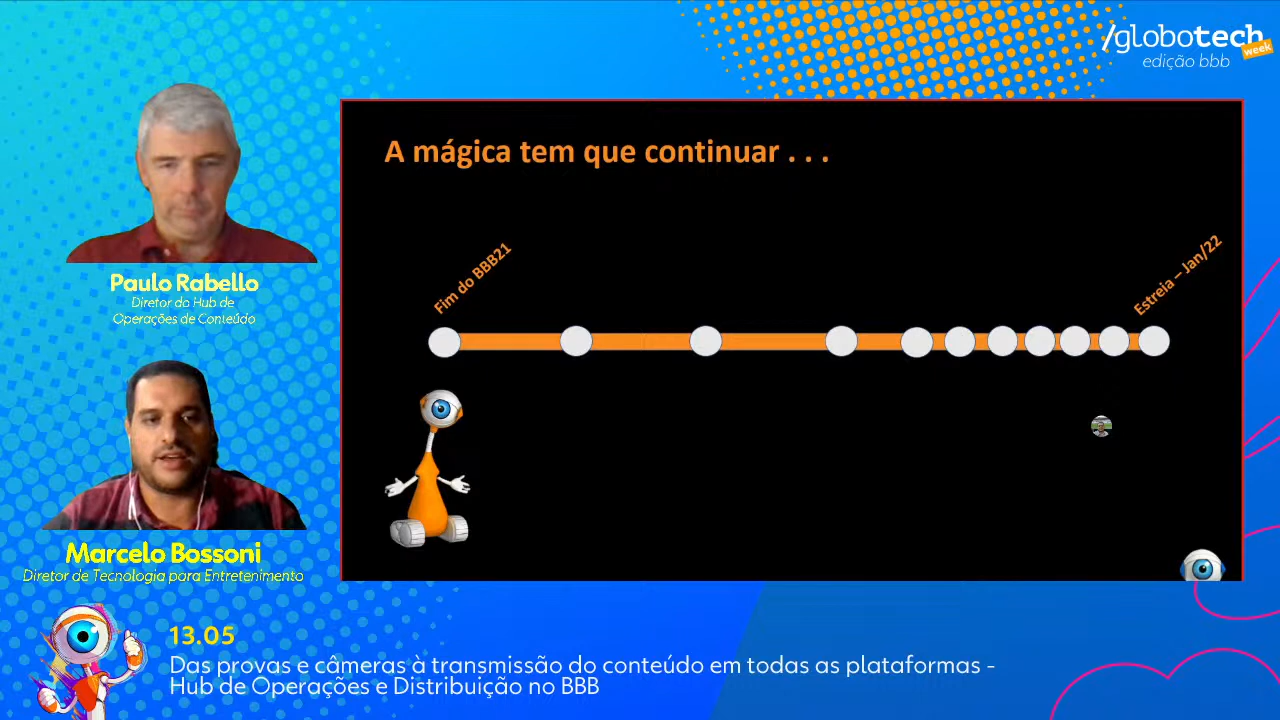 /globotech
week
edição bbb
A mágica tem que continuar . . .
Fim do BBB21
Estreia – Jan/22
Paulo Rabello
Diretor do Hub de
Operações de Conteúdo
Marcelo Bossoni
Diretor de Tecnologia para Entretenimento
13.05
Das provas e câmeras à transmissão do conteúdo em todas as plataformas -
Hub de Operações e Distribuição no BBB